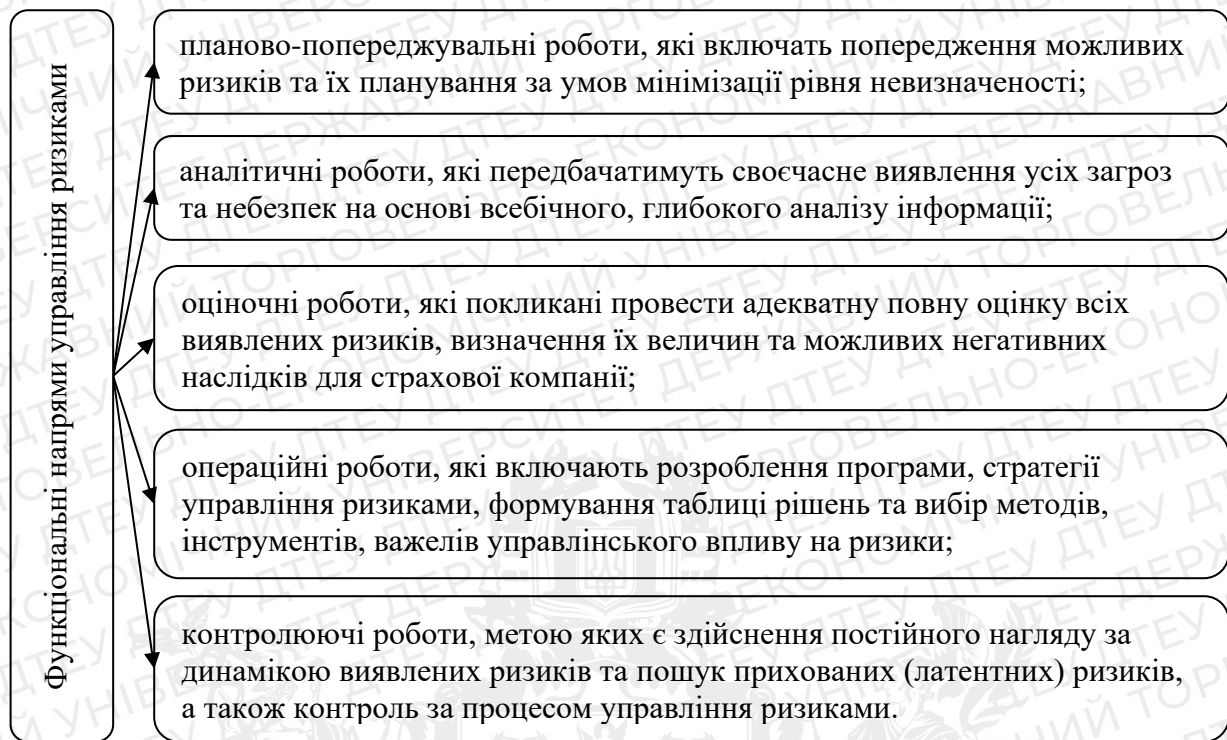 Функціональні напрями управління ризиками
планово-попереджувальні роботи, які включать попередження можливих
ризиків та їх планування за умов мінімізації рівня невизначеності;
аналітичні роботи, які передбачатимуть своєчасне виявлення усіх загроз
та небезпек на основі всебічного, глибокого аналізу інформації;
оціночні роботи, які покликані провести адекватну повну оцінку всіх
виявлених ризиків, визначення їх величин та можливих негативних
наслідків для страхової компанії;
операційні роботи, які включають розроблення програми, стратегії
управління ризиками, формування таблиці рішень та вибір методів,
інструментів, важелів управлінського впливу на ризики;
контролюючі роботи, метою яких є здійснення постійного нагляду за
динамікою виявлених ризиків та пошук прихованих (латентних) ризиків,
а також контроль за процесом управління ризиками.